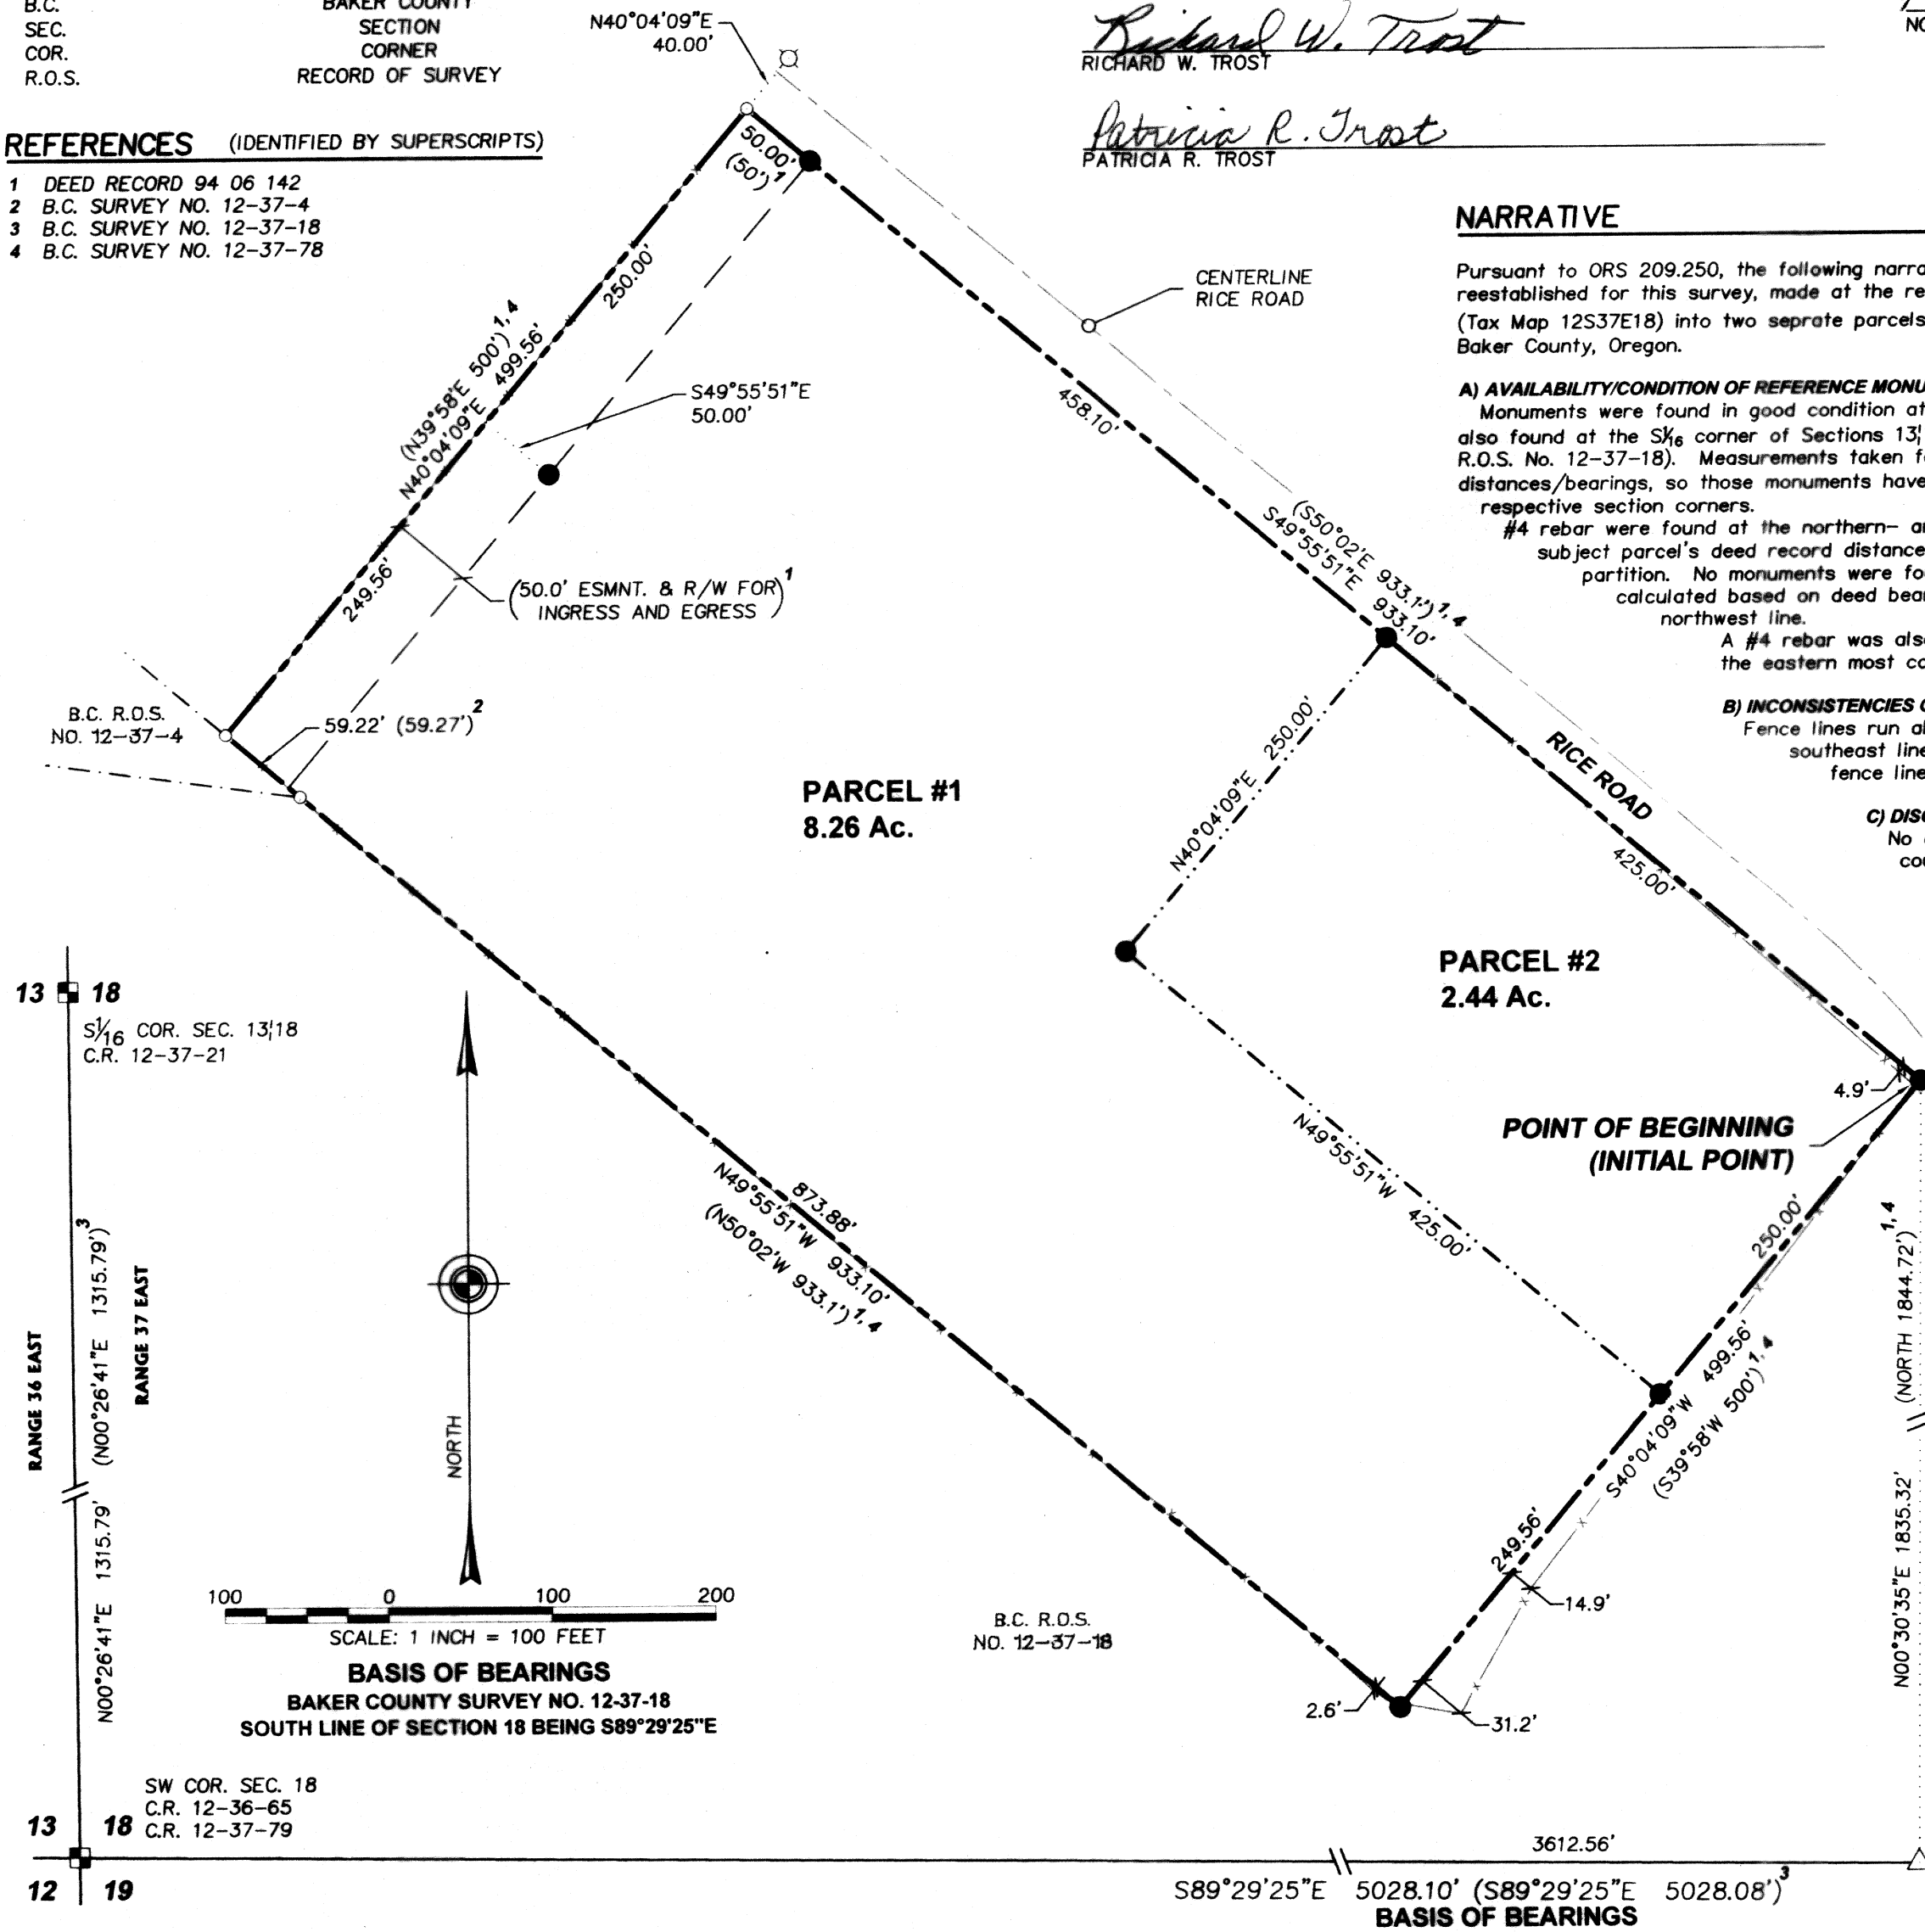 B.C. BAKER COUNTY
SEC. SECTION
COR. CORNER
R.O.S. RECORD OF SURVEY
REFERENCES (IDENTIFIED BY SUPERSCRIPTS)
1 DEED RECORD 94 06 142
2 B.C. SURVEY NO. 12-37-4
3 B.C. SURVEY NO. 12-37-18
4 B.C. SURVEY NO. 12-37-78
N40°04'09"E
40.00'
Richard W. Trost
RICHARD W. TROST
Patricia R. Trost
PATRICIA R. TROST
NARRATIVE
Pursuant to ORS 209.250, the following narra
reestablished for this survey, made at the re
(Tax Map 12S37E18) into two seprate parcels
Baker County, Oregon.
A) AVAILABILITY/CONDITION OF REFERENCE MONU
Monuments were found in good condition at
also found at the S1/16 corner of Sections 13¦
R.O.S. No. 12-37-18). Measurements taken f
distances/bearings, so those monuments have
respective section corners.
#4 rebar were found at the northern- a
subject parcel's deed record distance
partition. No monuments were fo
calculated based on deed bea
northwest line.
A #4 rebar was als
the eastern most co
B) INCONSISTENCIES
Fence lines run a
southeast line
fence line
C) DISC
No
cou
50.00'
(50')1
250.00'
(N39°58'E 500')1,4
N40°04'09"E 499.56'
S49°55'51"E
50.00'
249.56'
(50.0' ESMNT. & R/W FOR)1
INGRESS AND EGRESS
CENTERLINE
RICE ROAD
458.10'
(S50°02'E 933.1')1,4
S49°55'51"E 933.10'
B.C. R.O.S.
NO. 12-37-4
59.22' (59.27')2
PARCEL #1
8.26 Ac.
N40°04'09"E 250.00'
RICE ROAD
425.00'
PARCEL #2
2.44 Ac.
4.9'
POINT OF BEGINNING
(INITIAL POINT)
N49°55'51"W 425.00'
250.00'
S40°04'09"W 499.56'
(S39°58'W 500')1,4
249.56'
14.9'
31.2'
2.6'
873.88'
N49°55'51"W 933.10'
(N50°02'W 933.1')1,4
(NORTH 1844.72')1,4
N00°30'35"E 1835.32'
13 18
S1/16 COR. SEC. 13¦18
C.R. 12-37-21
RANGE 36 EAST
N00°26'41"E 1315.79' (N00°26'41"E 1315.79')3
RANGE 37 EAST
NORTH
100 0 100 200
SCALE: 1 INCH = 100 FEET
BASIS OF BEARINGS
BAKER COUNTY SURVEY NO. 12-37-18
SOUTH LINE OF SECTION 18 BEING S89°29'25"E
B.C. R.O.S.
NO. 12-37-18
SW COR. SEC. 18
C.R. 12-36-65
C.R. 12-37-79
13 18
12 19
3612.56'
S89°29'25"E 5028.10' (S89°29'25"E 5028.08')3
BASIS OF BEARINGS